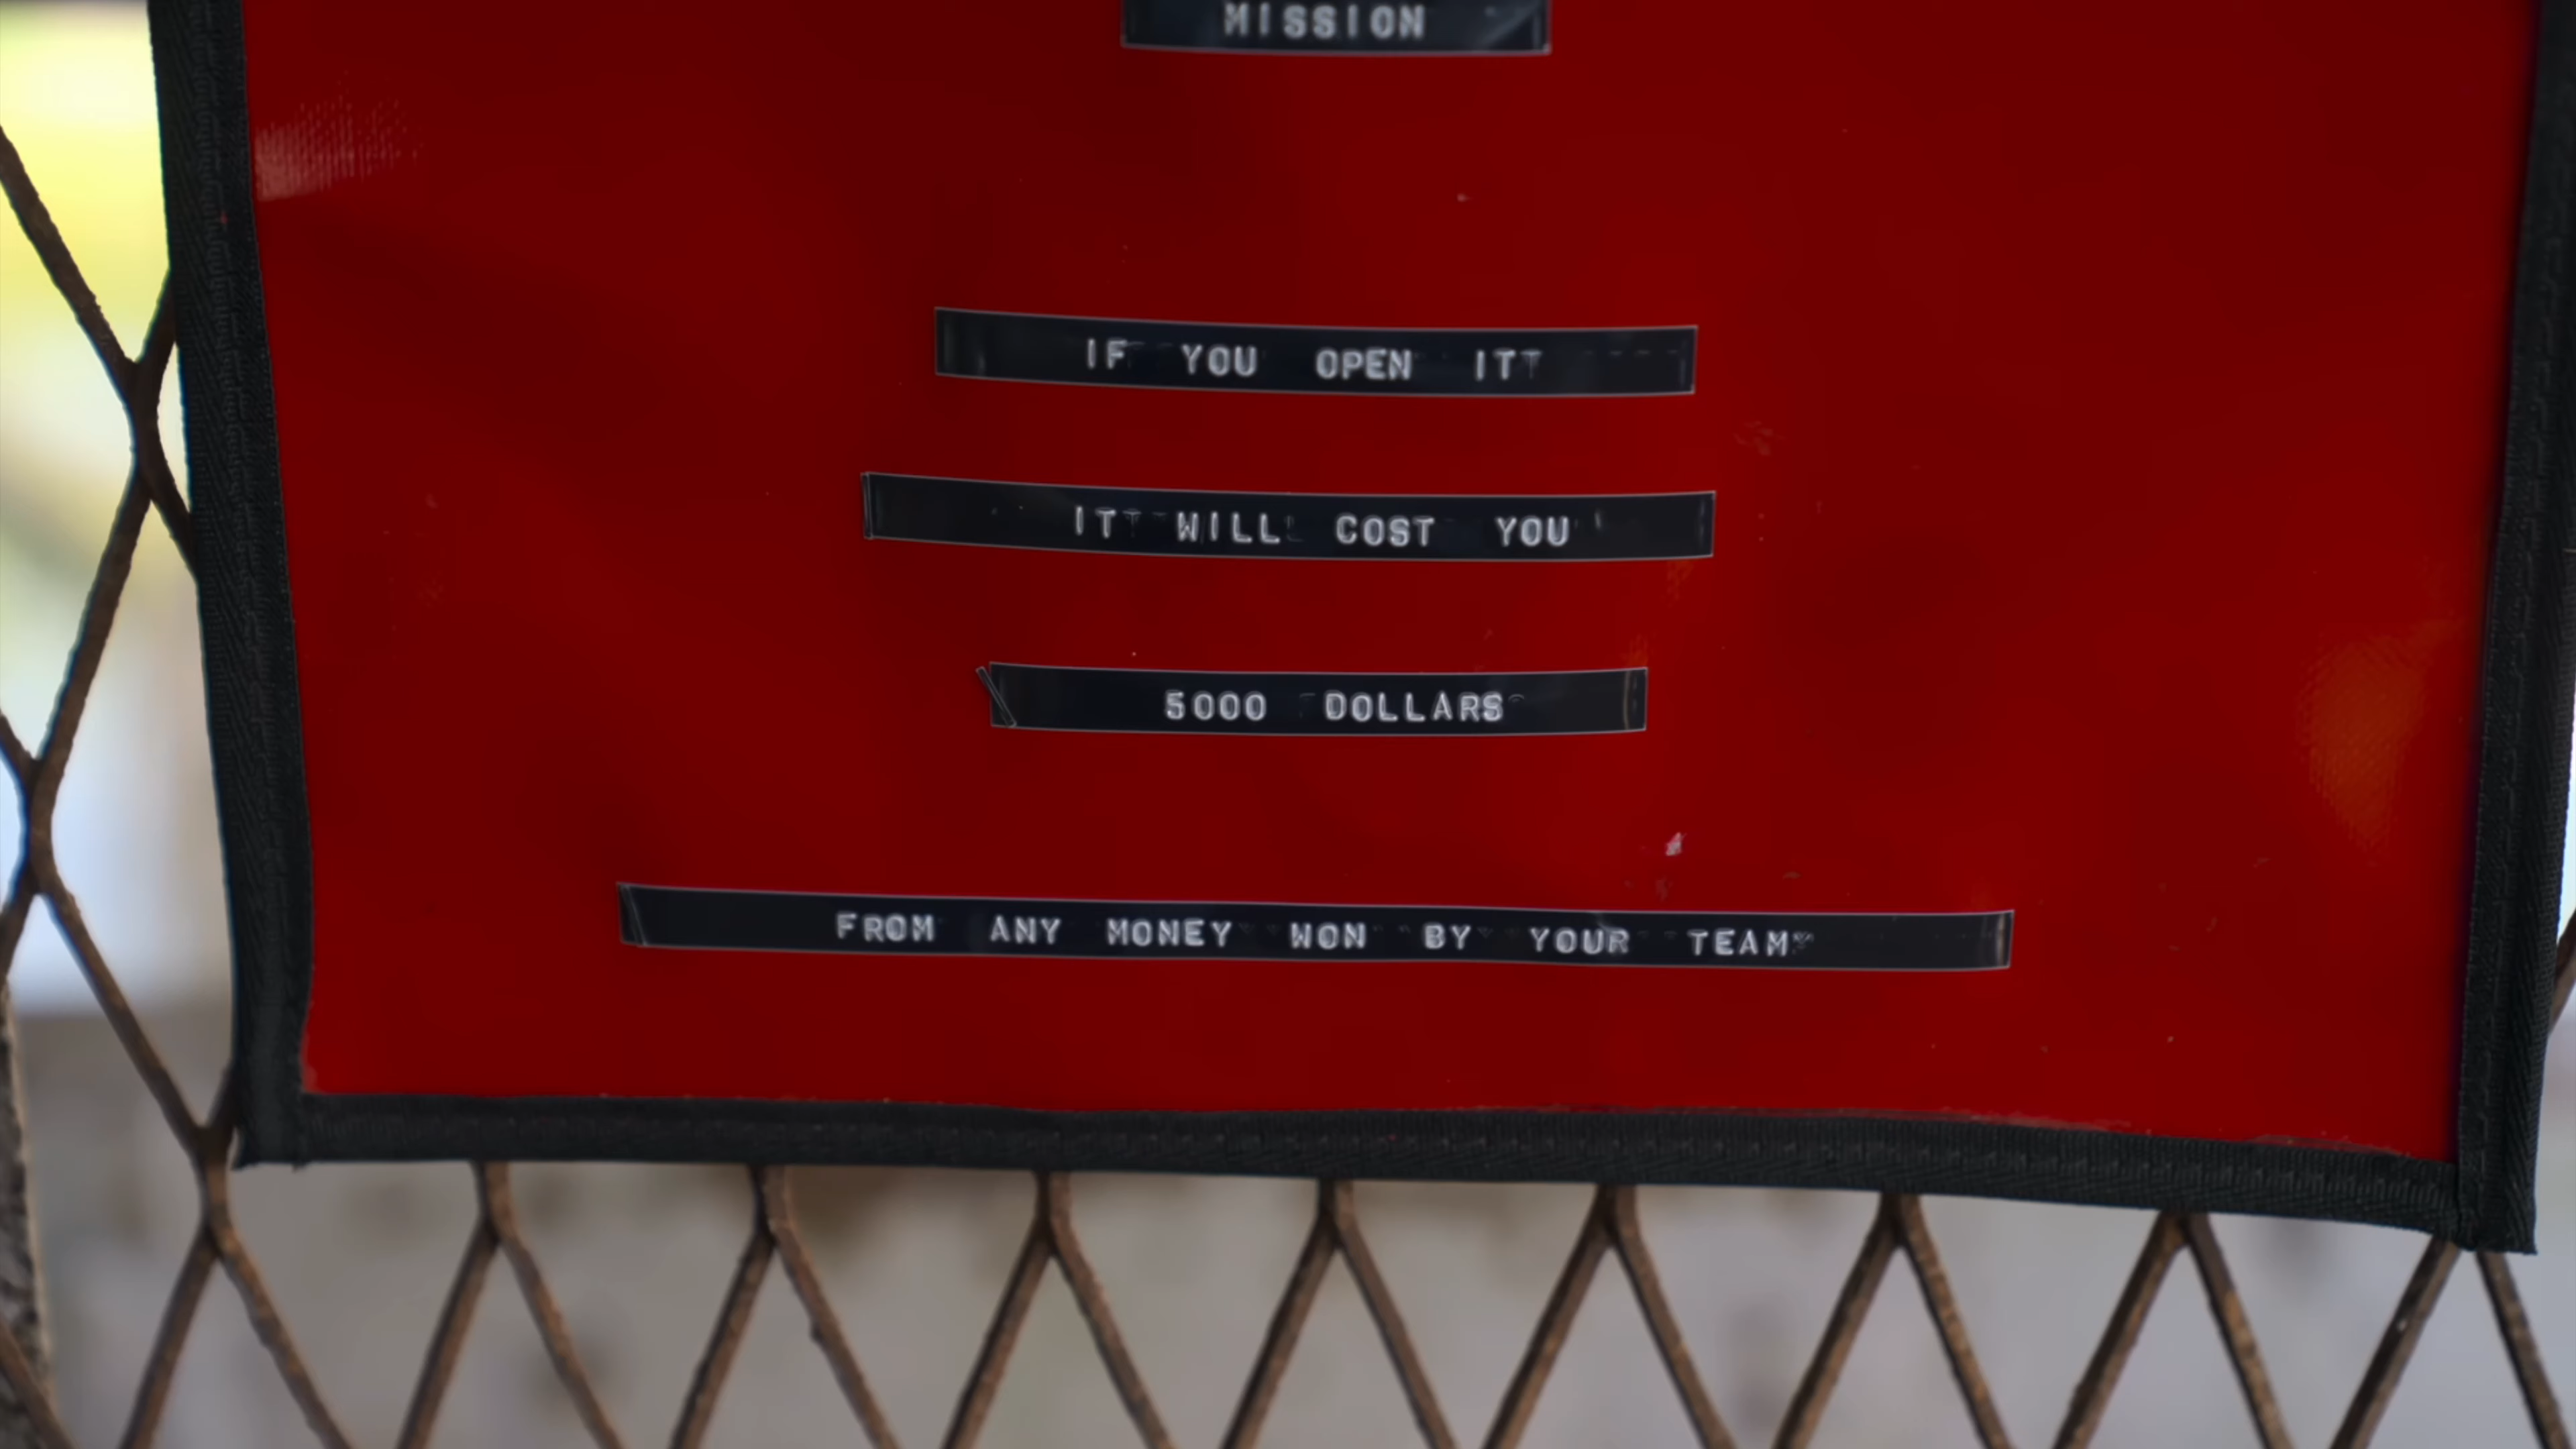 MISSION
IF YOU OPEN IT
IT WILL COST YOU
5000 DOLLARS
FROM ANY MONEY WON BY YOUR TEAM